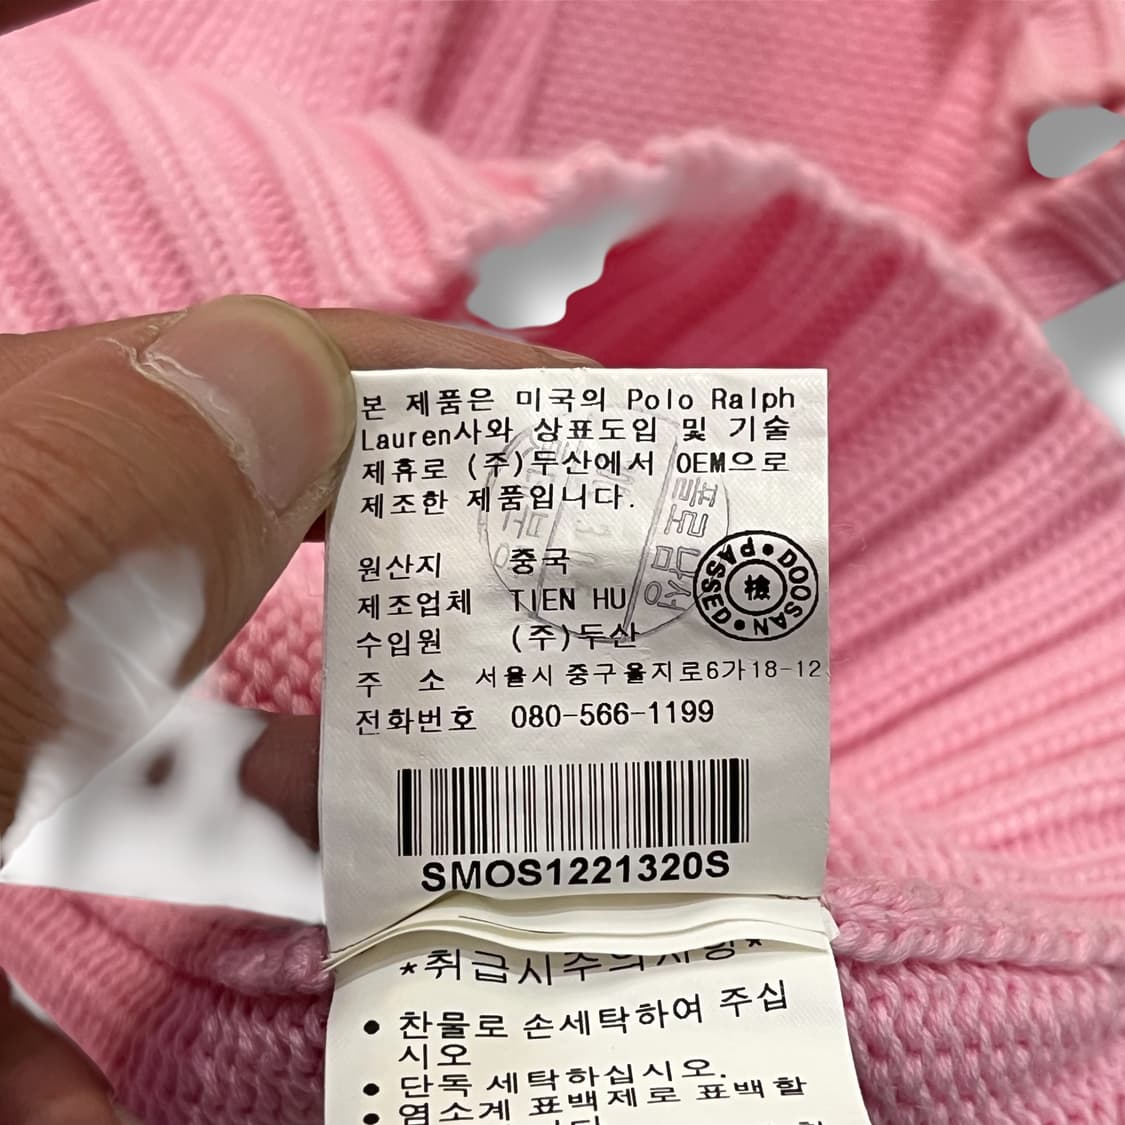 본 제품은 미국의 Polo Ralph
Lauren사와 상표도입 및 기술
제휴로 (주)두산에서 OEM으로
제조한 제품입니다.
원산지 중국
제조업체 TIEN HU
수입원 (주)두산
주 소 서울시 중구 을지로6가18-12
전화번호 080-566-1199
DOOSAN PASSED
檢
SMOS1221320S
*취급시주의사항*
● 찬물로 손세탁하여 주십
시오
● 단독 세탁하십시오.
● 염소계 표백제로 표백할